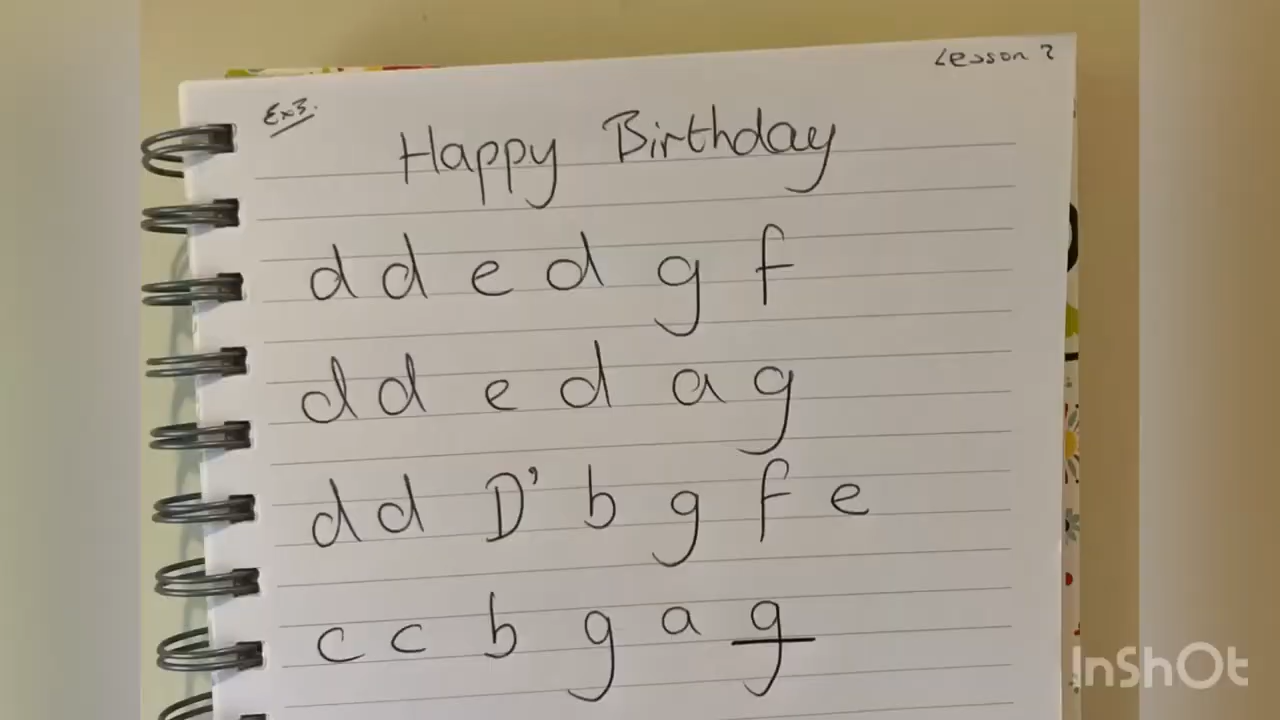 Lesson 2
Ex3.
Happy Birthday
d d e d g f
d d e d a g
d d D' b g f e
c c b g a g
InShOt